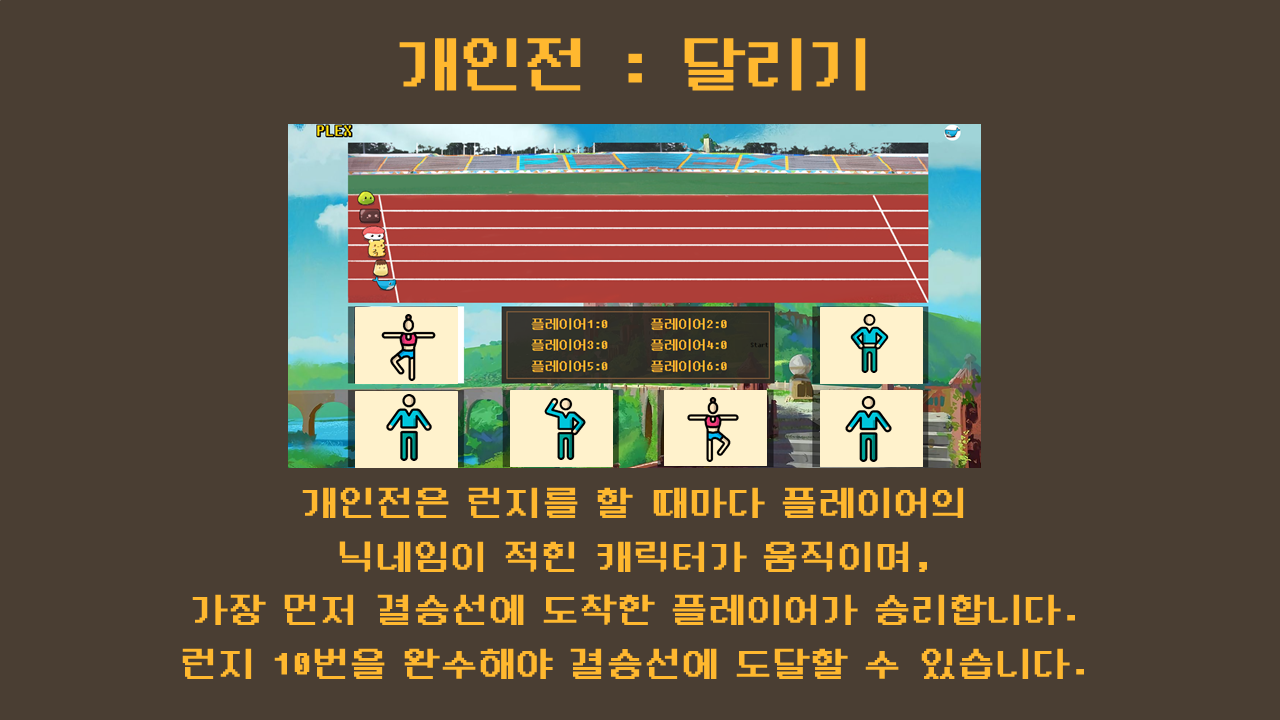 개인전 : 달리기
PLEX
플레이어1:0 플레이어2:0
플레이어3:0 플레이어4:0
Start
플레이어5:0 플레이어6:0
개인전은 런지를 할 때마다 플레이어의
닉네임이 적힌 캐릭터가 움직이며,
가장 먼저 결승선에 도착한 플레이어가 승리합니다.
런지 10번을 완수해야 결승선에 도달할 수 있습니다.